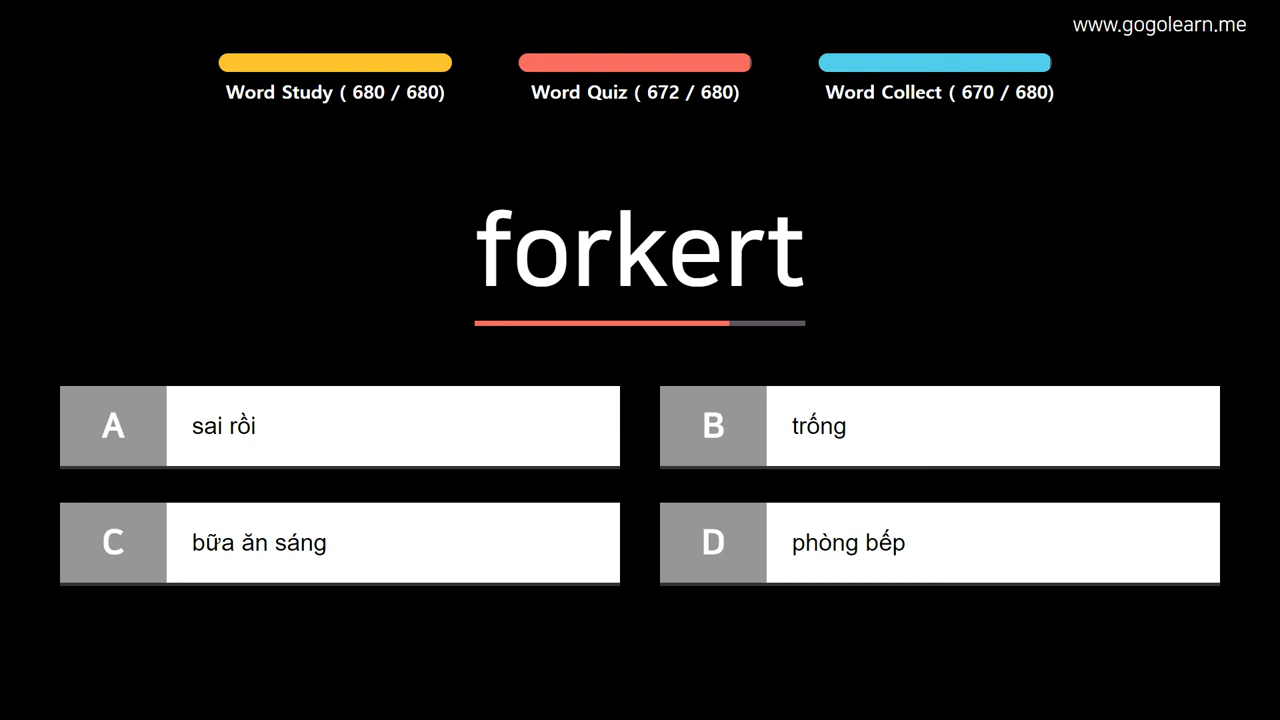 www.gogolearn.me
Word Study ( 680 / 680)
Word Quiz ( 672 / 680)
Word Collect ( 670 / 680)
forkert
A sai rồi
B trống
C bữa ăn sáng
D phòng bếp